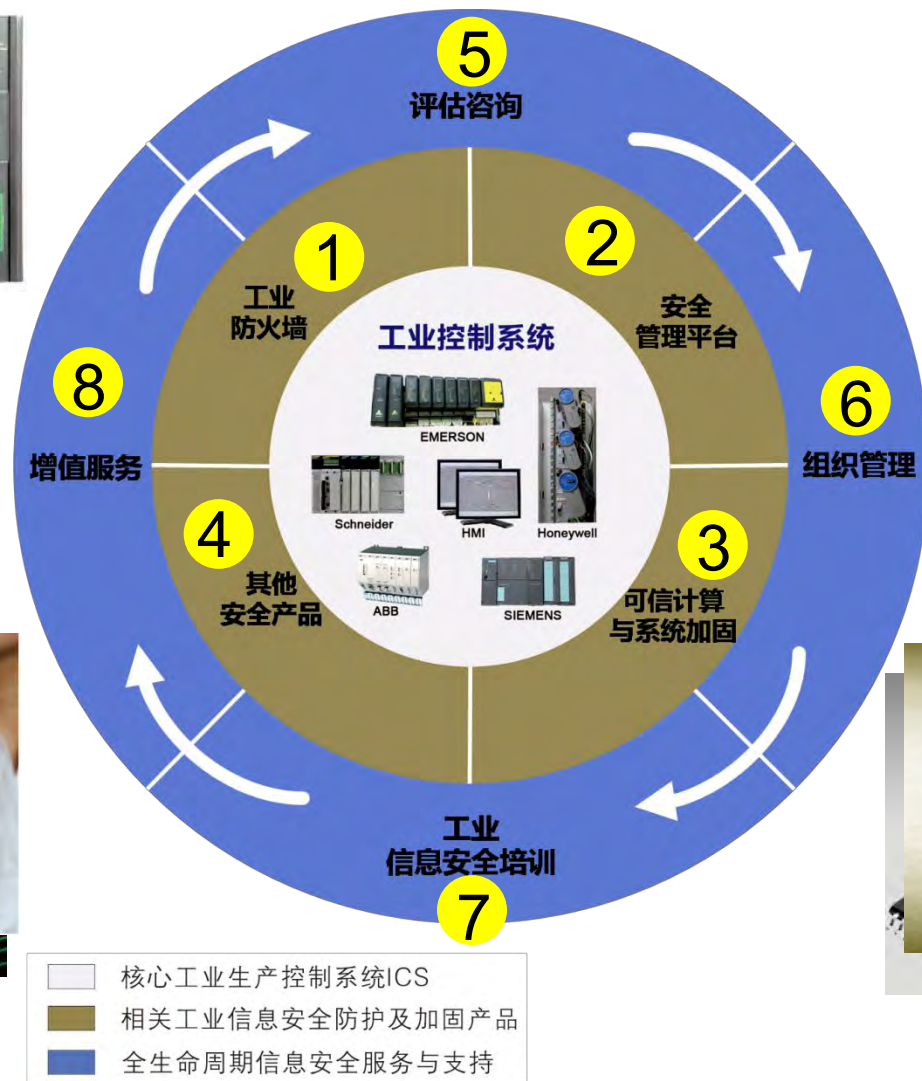 5
评估咨询
1
2
工业
防火墙
安全
管理平台
工业控制系统
8
6
EMERSON
增值服务
组织管理
Schneider
HMI
Honeywell
4
3
其他
安全产品
可信计算
与系统加固
ABB
SIEMENS
工业
信息安全培训
7
核心工业生产控制系统ICS
相关工业信息安全防护及加固产品
全生命周期信息安全服务与支持